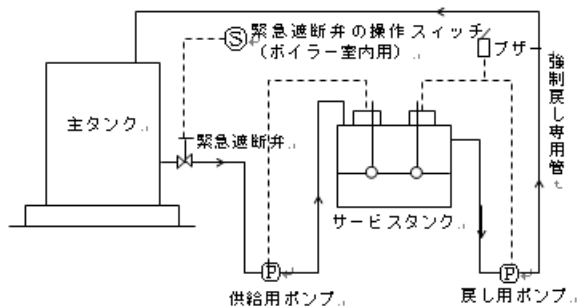 緊急遮断弁の操作スイッチ
（ボイラー室内用）
S
ブザー
強制戻し専用管
主タンク
緊急遮断弁
サービスタンク
P
供給用ポンプ
P
戻し用ポンプ